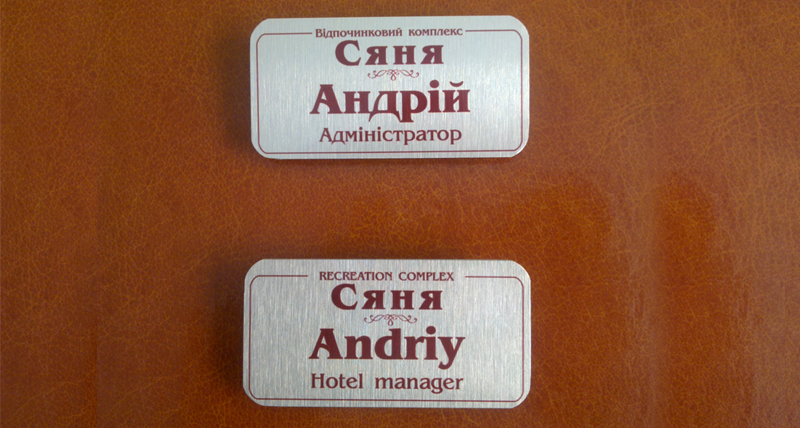 Відпочинковий комплекс
Сяня
Андрій
Адміністратор
RECREATION COMPLEX
Сяня
Andriy
Hotel manager